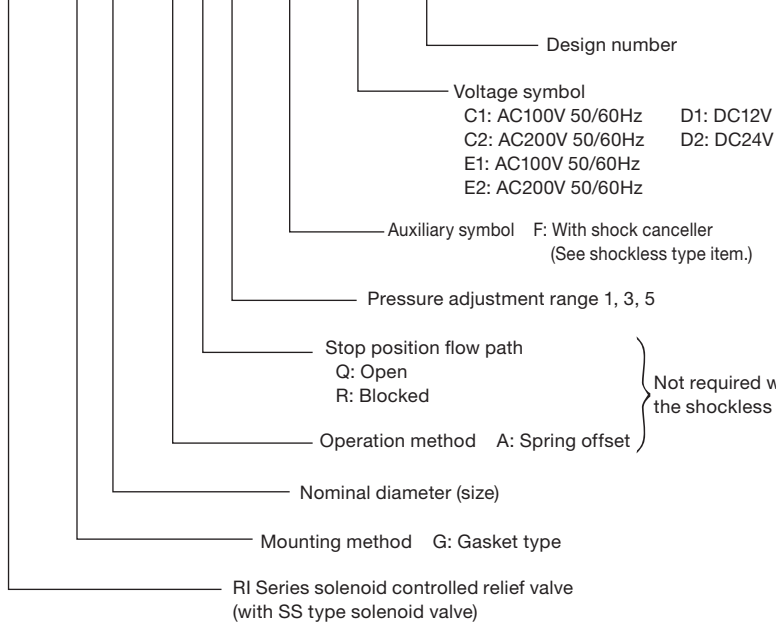 Design number
Voltage symbol
C1: AC100V 50/60Hz D1: DC12V
C2: AC200V 50/60Hz D2: DC24V
E1: AC100V 50/60Hz
E2: AC200V 50/60Hz
Auxiliary symbol F: With shock canceller
(See shockless type item.)
Pressure adjustment range 1, 3, 5
Stop position flow path
Q: Open
R: Blocked
Not required
the shockless
Operation method A: Spring offset
Nominal diameter (size)
Mounting method G: Gasket type
RI Series solenoid controlled relief valve
(with SS type solenoid valve)